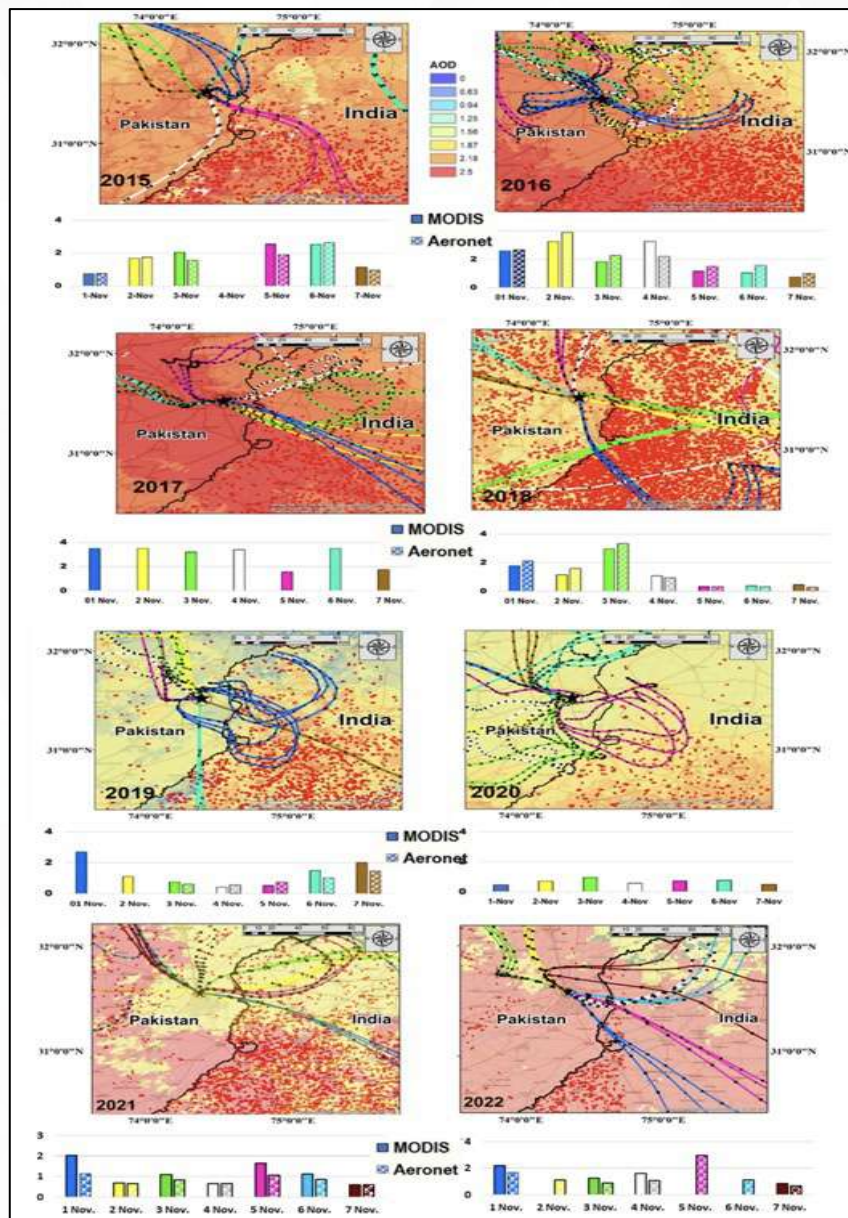 74°0'0"E 75°0'0"E 74°0'0"E 75°0'0"E
32°0'0"N 32°0'0"N
AOD
0
0.63
0.94
1.25
1.56
1.87
2.18
2.5
Pakistan India Pakistan India
31°0'0"N 31°0'0"N
2015 2016
4 MODIS
2 Aeronet 2
0 0
1-Nov 2-Nov 3-Nov 4-Nov 5-Nov 6-Nov 7-Nov 01 Nov. 2 Nov. 3 Nov. 4 Nov. 5 Nov. 6 Nov. 7 Nov.
74°0'0"E 75°0'0"E 74°0'0"E 75°0'0"E
32°0'0"N 32°0'0"N
Pakistan India Pakistan India
31°0'0"N 31°0'0"N
2017 2018
4 MODIS 4
2 Aeronet 2
0 0
01 Nov. 2 Nov. 3 Nov. 4 Nov. 5 Nov. 6 Nov. 7 Nov. 01 Nov. 2 Nov. 3 Nov. 4 Nov. 5 Nov. 6 Nov. 7 Nov.
32°0'0"N 32°0'0"N
Pakistan India Pakistan India
31°0'0"N 31°0'0"N
2019 2020
74°0'0"E 75°0'0"E 74°0'0"E 75°0'0"E
4 MODIS 4
2 Aeronet 2
0 0
01 Nov. 2 Nov. 3 Nov. 4 Nov. 5 Nov. 6 Nov. 7 Nov. 1-Nov 2-Nov 3-Nov 4-Nov 5-Nov 6-Nov 7-Nov
32°0'0"N 32°0'0"N
Pakistan India Pakistan India
31°0'0"N 31°0'0"N
2021 2022
74°0'0"E 75°0'0"E 74°0'0"E 75°0'0"E
3 MODIS 4
2 Aeronet 2
1
0 0
1 Nov. 2 Nov. 3 Nov. 4 Nov. 5 Nov. 6 Nov. 7 Nov. 1 Nov. 2 Nov. 3 Nov. 4 Nov. 5 Nov. 6 Nov. 7 Nov.